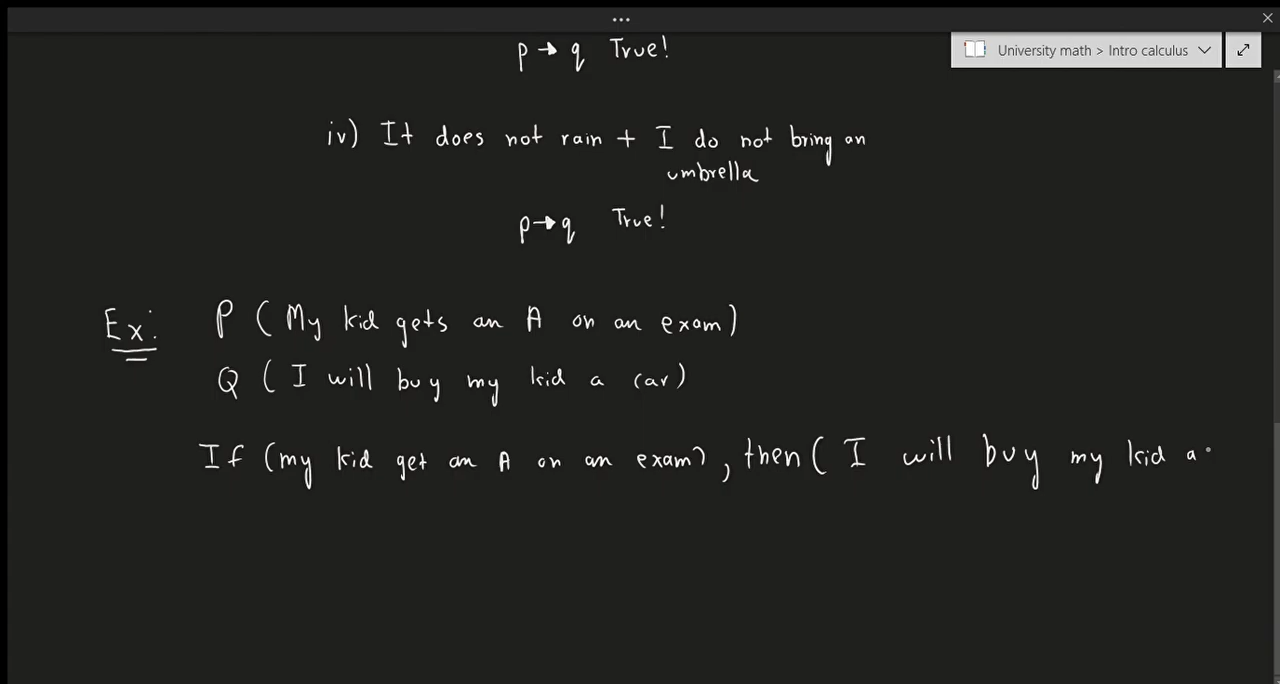 p → q True!
University math > Intro calculus
iv) It does not rain + I do not bring an
umbrella
p → q True!
Ex: P (My kid gets an A on an exam)
Q (I will buy my kid a car)
If (my kid get an A on an exam), then (I will buy my kid a